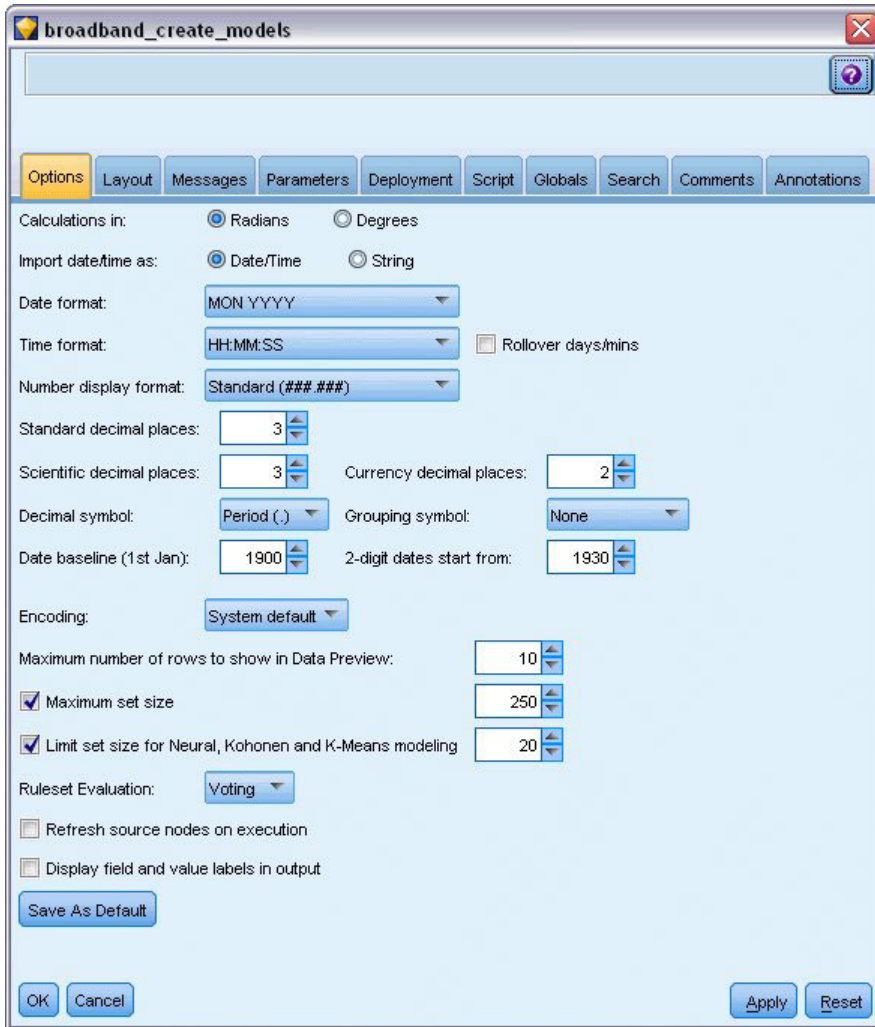 broadband_create_models
Options Layout Messages Parameters Deployment Script Globals Search Comments Annotations
Calculations in: Radians Degrees
Import date/time as: Date/Time String
Date format: MON YYYY
Time format: HH:MM:SS Rollover days/mins
Number display format: Standard (###.###)
Standard decimal places: 3
Scientific decimal places: 3 Currency decimal places: 2
Decimal symbol: Period (.) Grouping symbol: None
Date baseline (1st Jan): 1900 2-digit dates start from: 1930
Encoding: System default
Maximum number of rows to show in Data Preview: 10
Maximum set size 250
Limit set size for Neural, Kohonen and K-Means modeling 20
Ruleset Evaluation: Voting
Refresh source nodes on execution
Display field and value labels in output
Save As Default
OK Cancel Apply Reset